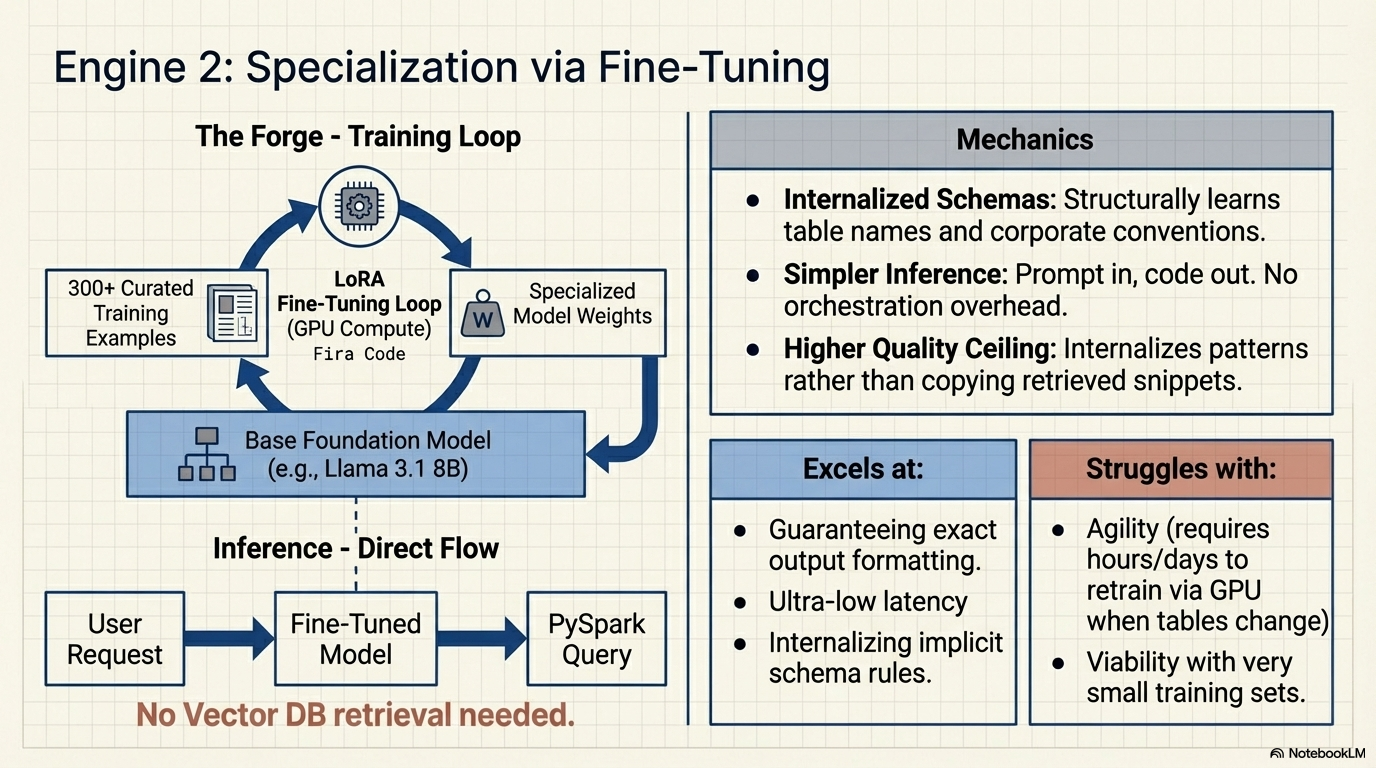 Engine 2: Specialization via Fine-Tuning
The Forge - Training Loop
300+ Curated
Training
Examples
LoRA
Fine-Tuning Loop
(GPU Compute)
Fira Code
W
Specialized
Model Weights
Base Foundation Model
(e.g., Llama 3.1 8B)
Inference - Direct Flow
User
Request
Fine-Tuned
Model
PySpark
Query
No Vector DB retrieval needed.
Mechanics
● Internalized Schemas: Structurally learns
table names and corporate conventions.
● Simpler Inference: Prompt in, code out. No
orchestration overhead.
● Higher Quality Ceiling: Internalizes patterns
rather than copying retrieved snippets.
Excels at:
● Guaranteeing exact
output formatting.
● Ultra-low latency
● Internalizing implicit
schema rules.
Struggles with:
● Agility (requires
hours/days to
retrain via GPU
when tables change)
● Viability with very
small training sets.
NotebookLM